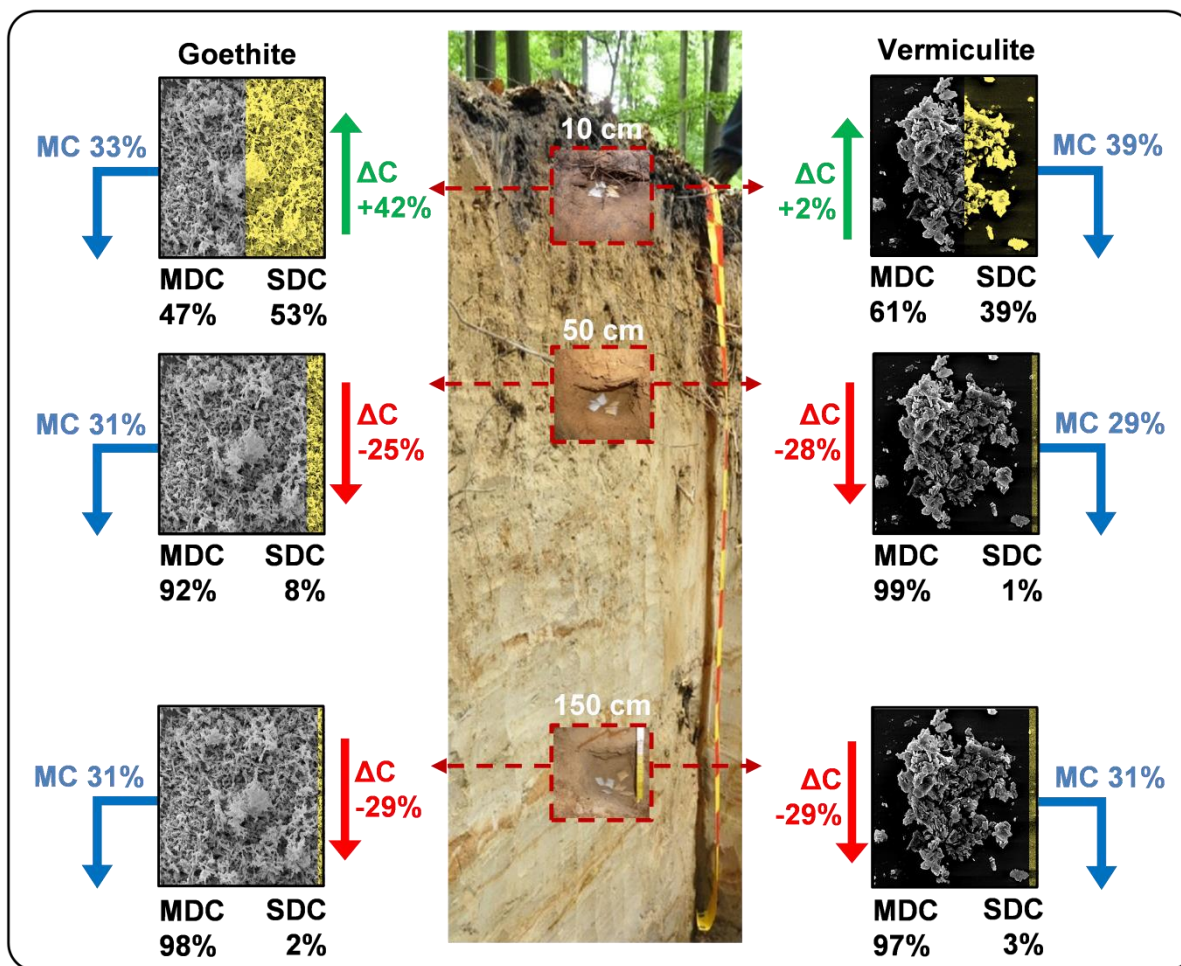 Goethite
Vermiculite
10 cm
MC 33%
ΔC
+42%
ΔC
+2%
MC 39%
MDC SDC
47% 53%
MDC SDC
61% 39%
50 cm
MC 31%
ΔC
-25%
ΔC
-28%
MC 29%
MDC SDC
92% 8%
MDC SDC
99% 1%
150 cm
MC 31%
ΔC
-29%
ΔC
-29%
MC 31%
MDC SDC
98% 2%
MDC SDC
97% 3%